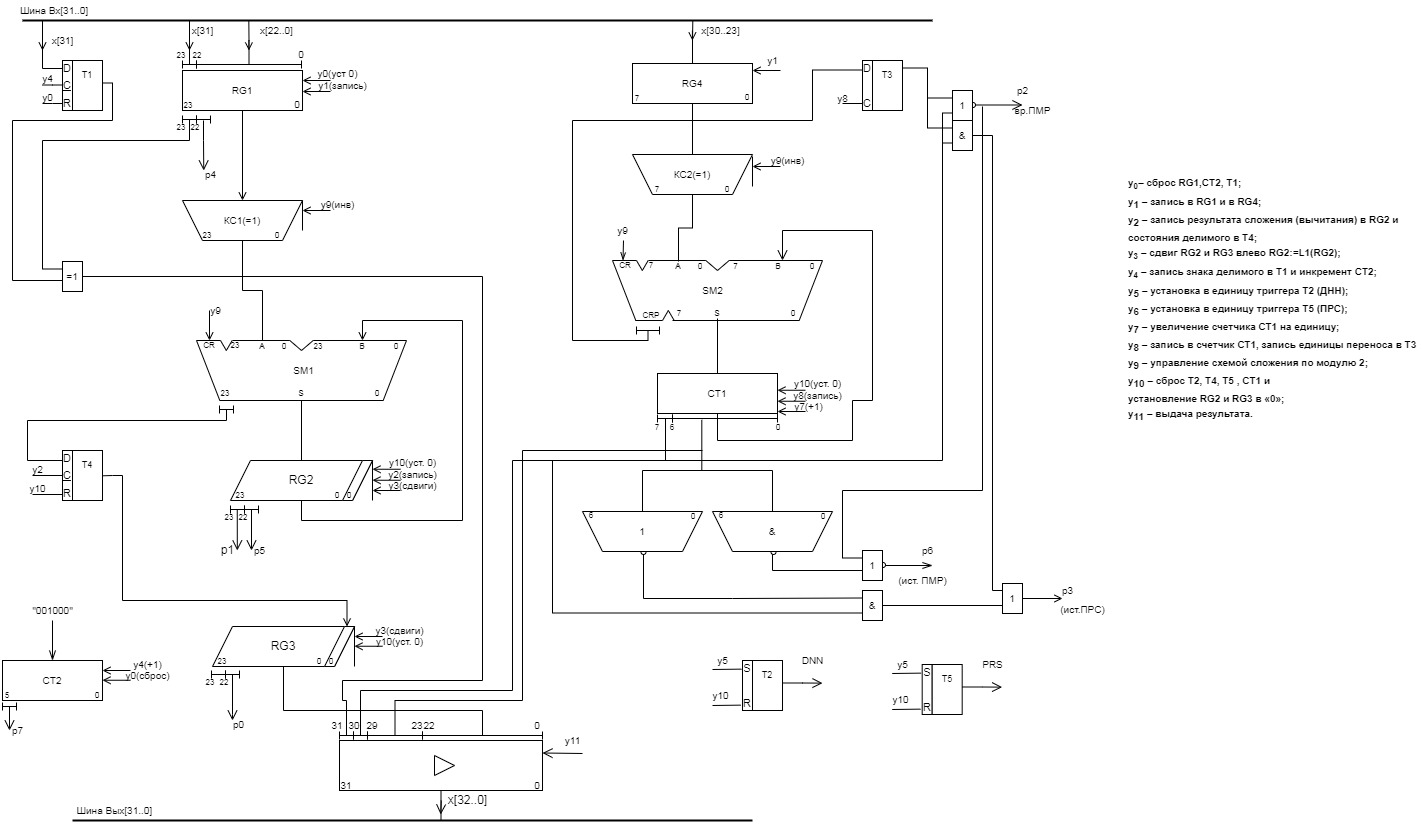 Шина Вх[31..0]
x[31]
x[31]
x[22..0]
x[30..23]
D
T1
y4
C
y0
R
23 22 0
RG1
23 0
y0(уст 0)
y1(запись)
23 22
p4
RG4
7 0
y1
D
T3
y8
C
1
p2
вр.ПМР
&
КС1(=1)
23 0
y9(инв)
КС2(=1)
7 0
y9(инв)
=1
y9
CR 23 A 0 23 B 0
SM1
23 S 0
y9
CR 7 A 0 7 B 0
SM2
CRP 7 S 0
CT1
y10(уст. 0)
y8(запись)
y7(+1)
7 6 0
D
T4
y2
C
y10
R
RG2
23 0 0
y10(уст. 0)
y2(запись)
y3(сдвиги)
23 22
p1
p5
6 0
1
6 0
&
1
p6
(ист. ПМР)
&
1
p3
(ист.ПРС)
"001000"
CT2
5 0
y4(+1)
y0(сброс)
p7
RG3
23 0 0
y3(сдвиги)
y10(уст. 0)
23 22
p0
y5
S
T2
y10
R
DNN
y5
S
T5
y10
R
PRS
31 30 29 23 22 0
31 0
y11
x[32..0]
Шина Вых[31..0]
y0– сброс RG1,CT2, T1;
y1 – запись в RG1 и в RG4;
y2 – запись результата сложения (вычитания) в RG2 и
состояния делимого в T4;
y3 – сдвиг RG2 и RG3 влево RG2:=L1(RG2);
y4 – запись знака делимого в T1 и инкремент CT2;
y5 – установка в единицу триггера T2 (ДНН);
y6 – установка в единицу триггера T5 (ПРС);
y7 – увеличение счетчика CT1 на единицу;
y8 – запись в счетчик CT1, запись единицы переноса в T3
y9 – управление схемой сложения по модулю 2;
y10 – сброс T2, T4, T5 , CT1 и
установление RG2 и RG3 в «0»;
y11 – выдача результата.